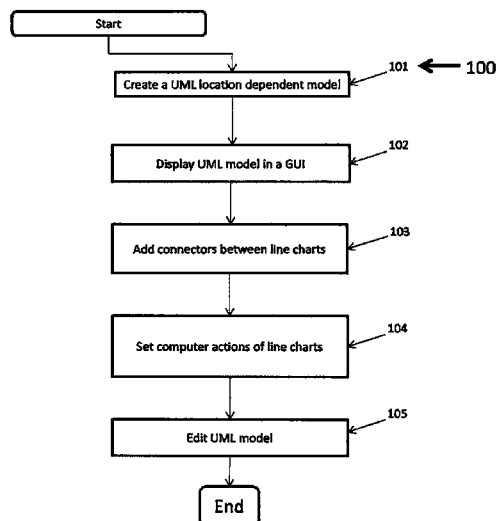 Start
101
100
Create a UML location dependent model
102
Display UML model in a GUI
103
Add connectors between line charts
104
Set computer actions of line charts
105
Edit UML model
End